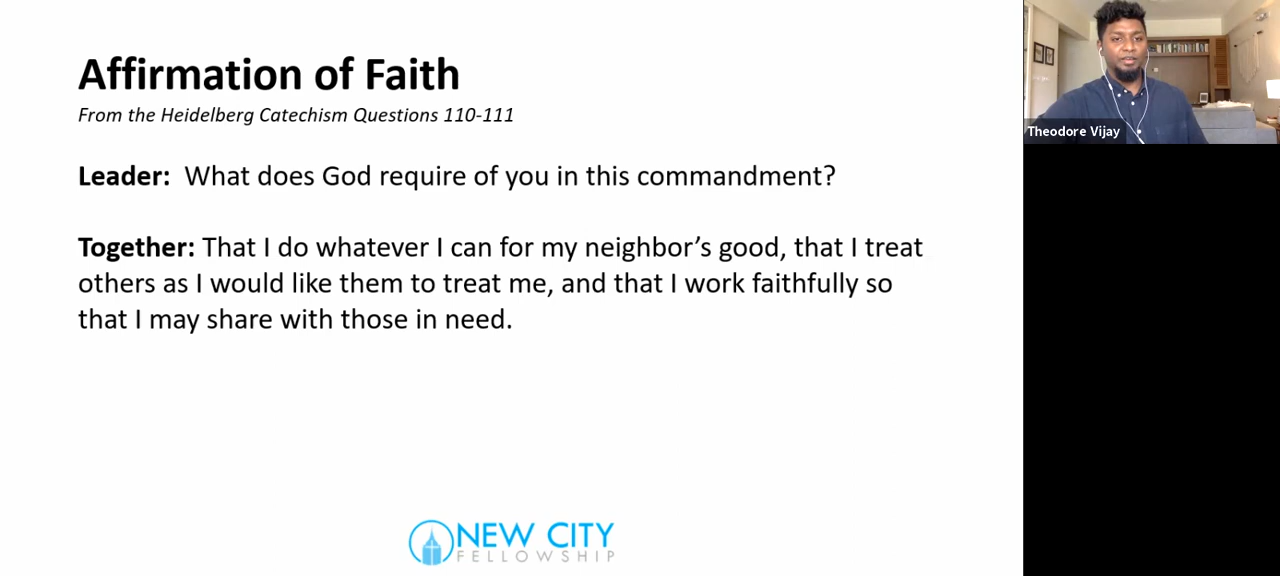 Affirmation of Faith
From the Heidelberg Catechism Questions 110-111
Leader: What does God require of you in this commandment?
Together: That I do whatever I can for my neighbor’s good, that I treat
others as I would like them to treat me, and that I work faithfully so
that I may share with those in need.
NEW CITY
FELLOWSHIP
Theodore Vijay